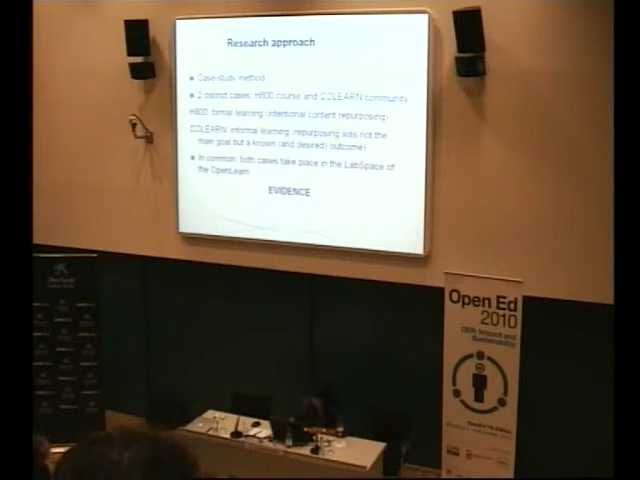 Research approach
Case-study method
2 distinct cases: H800 course and COLEARN community
H800: formal learning (intentional content repurposing)
COLEARN: informal learning (repurposing was not the
main goal but a known (and desired) outcome)
In common: both cases take place in the LabSpace of
the OpenLearn
EVIDENCE
Open Ed
2010
OER: Impact and
Sustainability